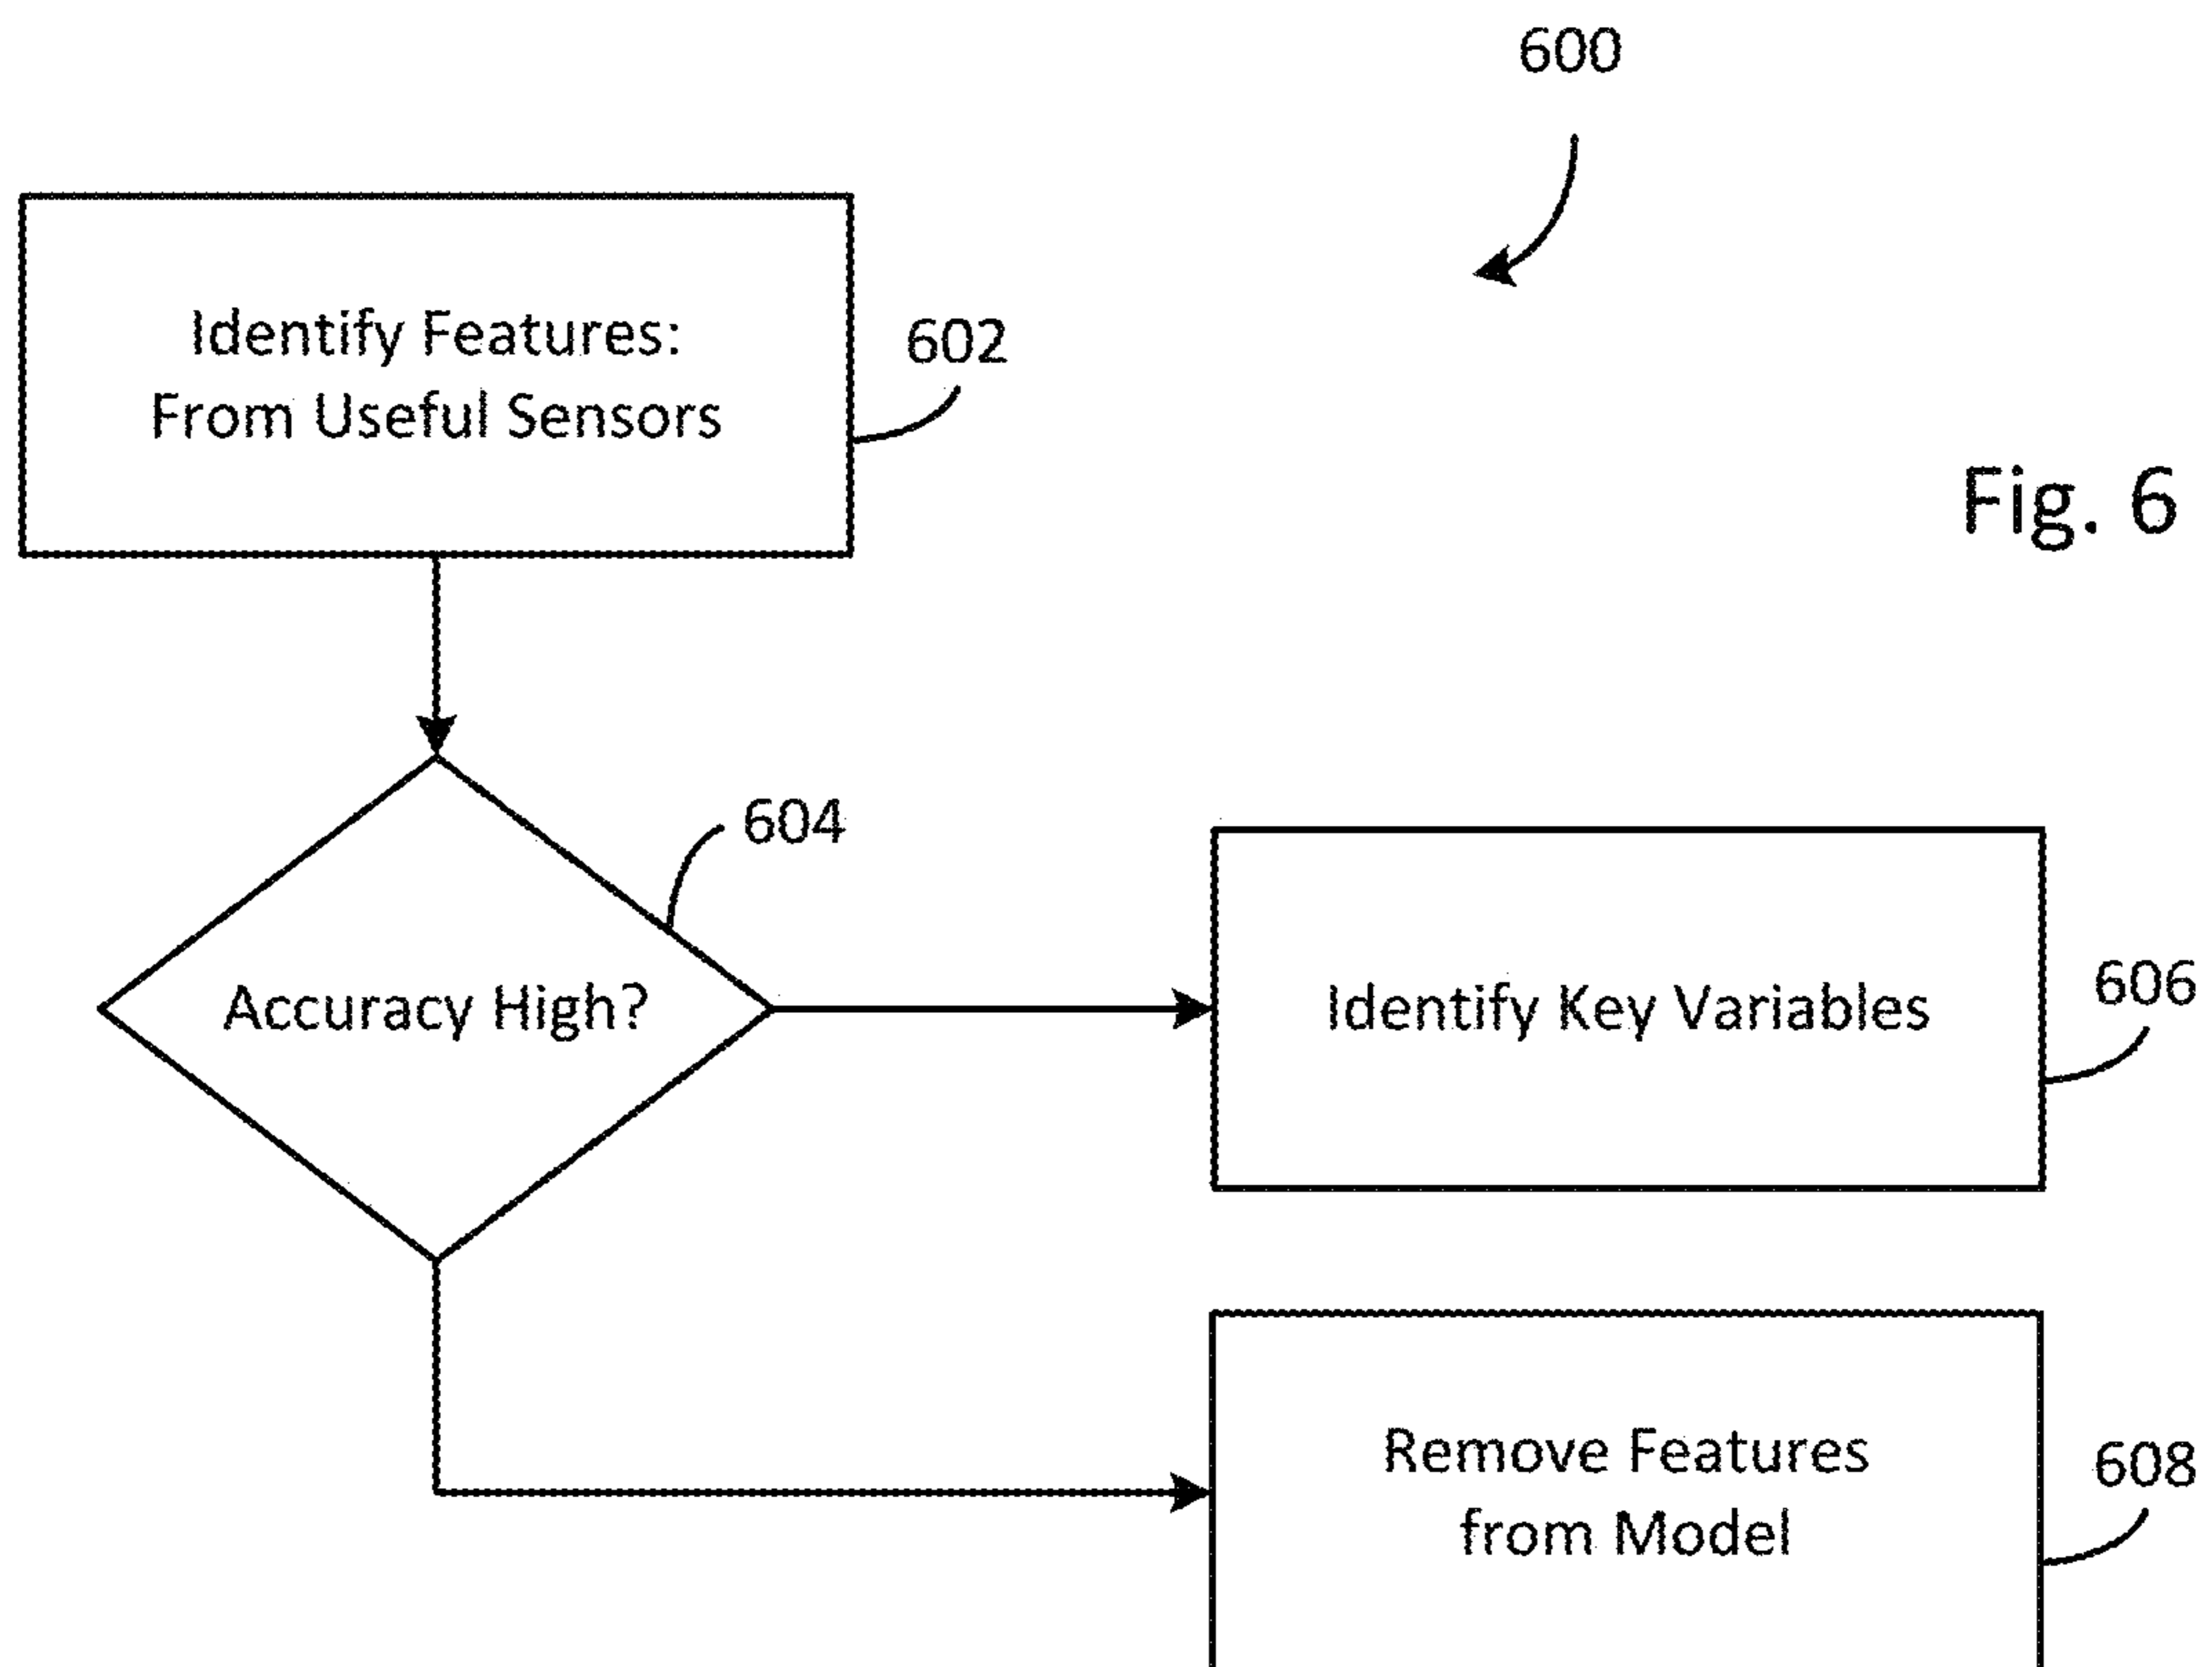 600
Identify Features:
From Useful Sensors
602
Fig. 6
604
Accuracy High?
Identify Key Variables
606
Remove Features
from Model
608